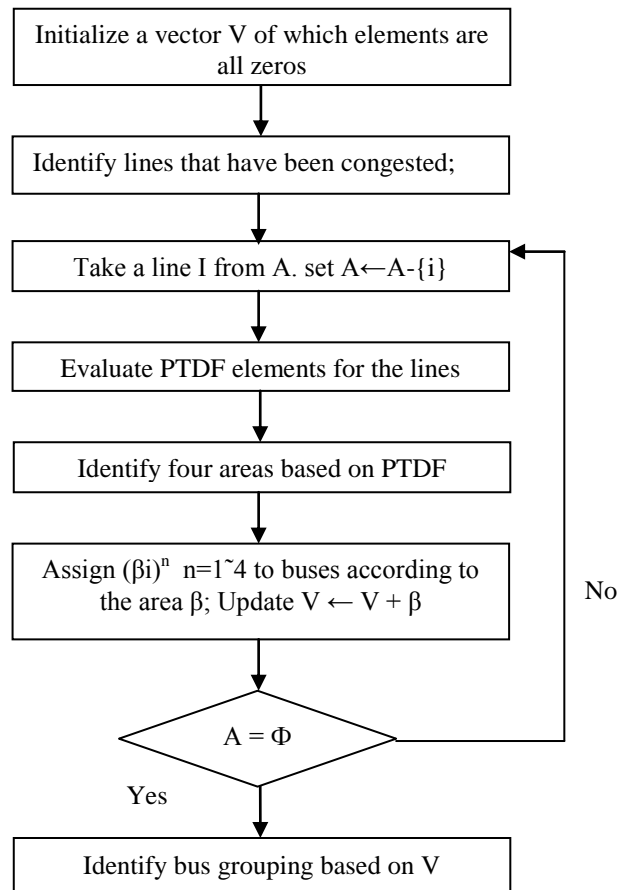 Initialize a vector V of which elements are
all zeros
Identify lines that have been congested;
Take a line I from A. set A←A-{i}
Evaluate PTDF elements for the lines
Identify four areas based on PTDF
Assign (βi)ⁿ n=1˜4 to buses according to
the area β; Update V ← V + β
No
A = Φ
Yes
Identify bus grouping based on V